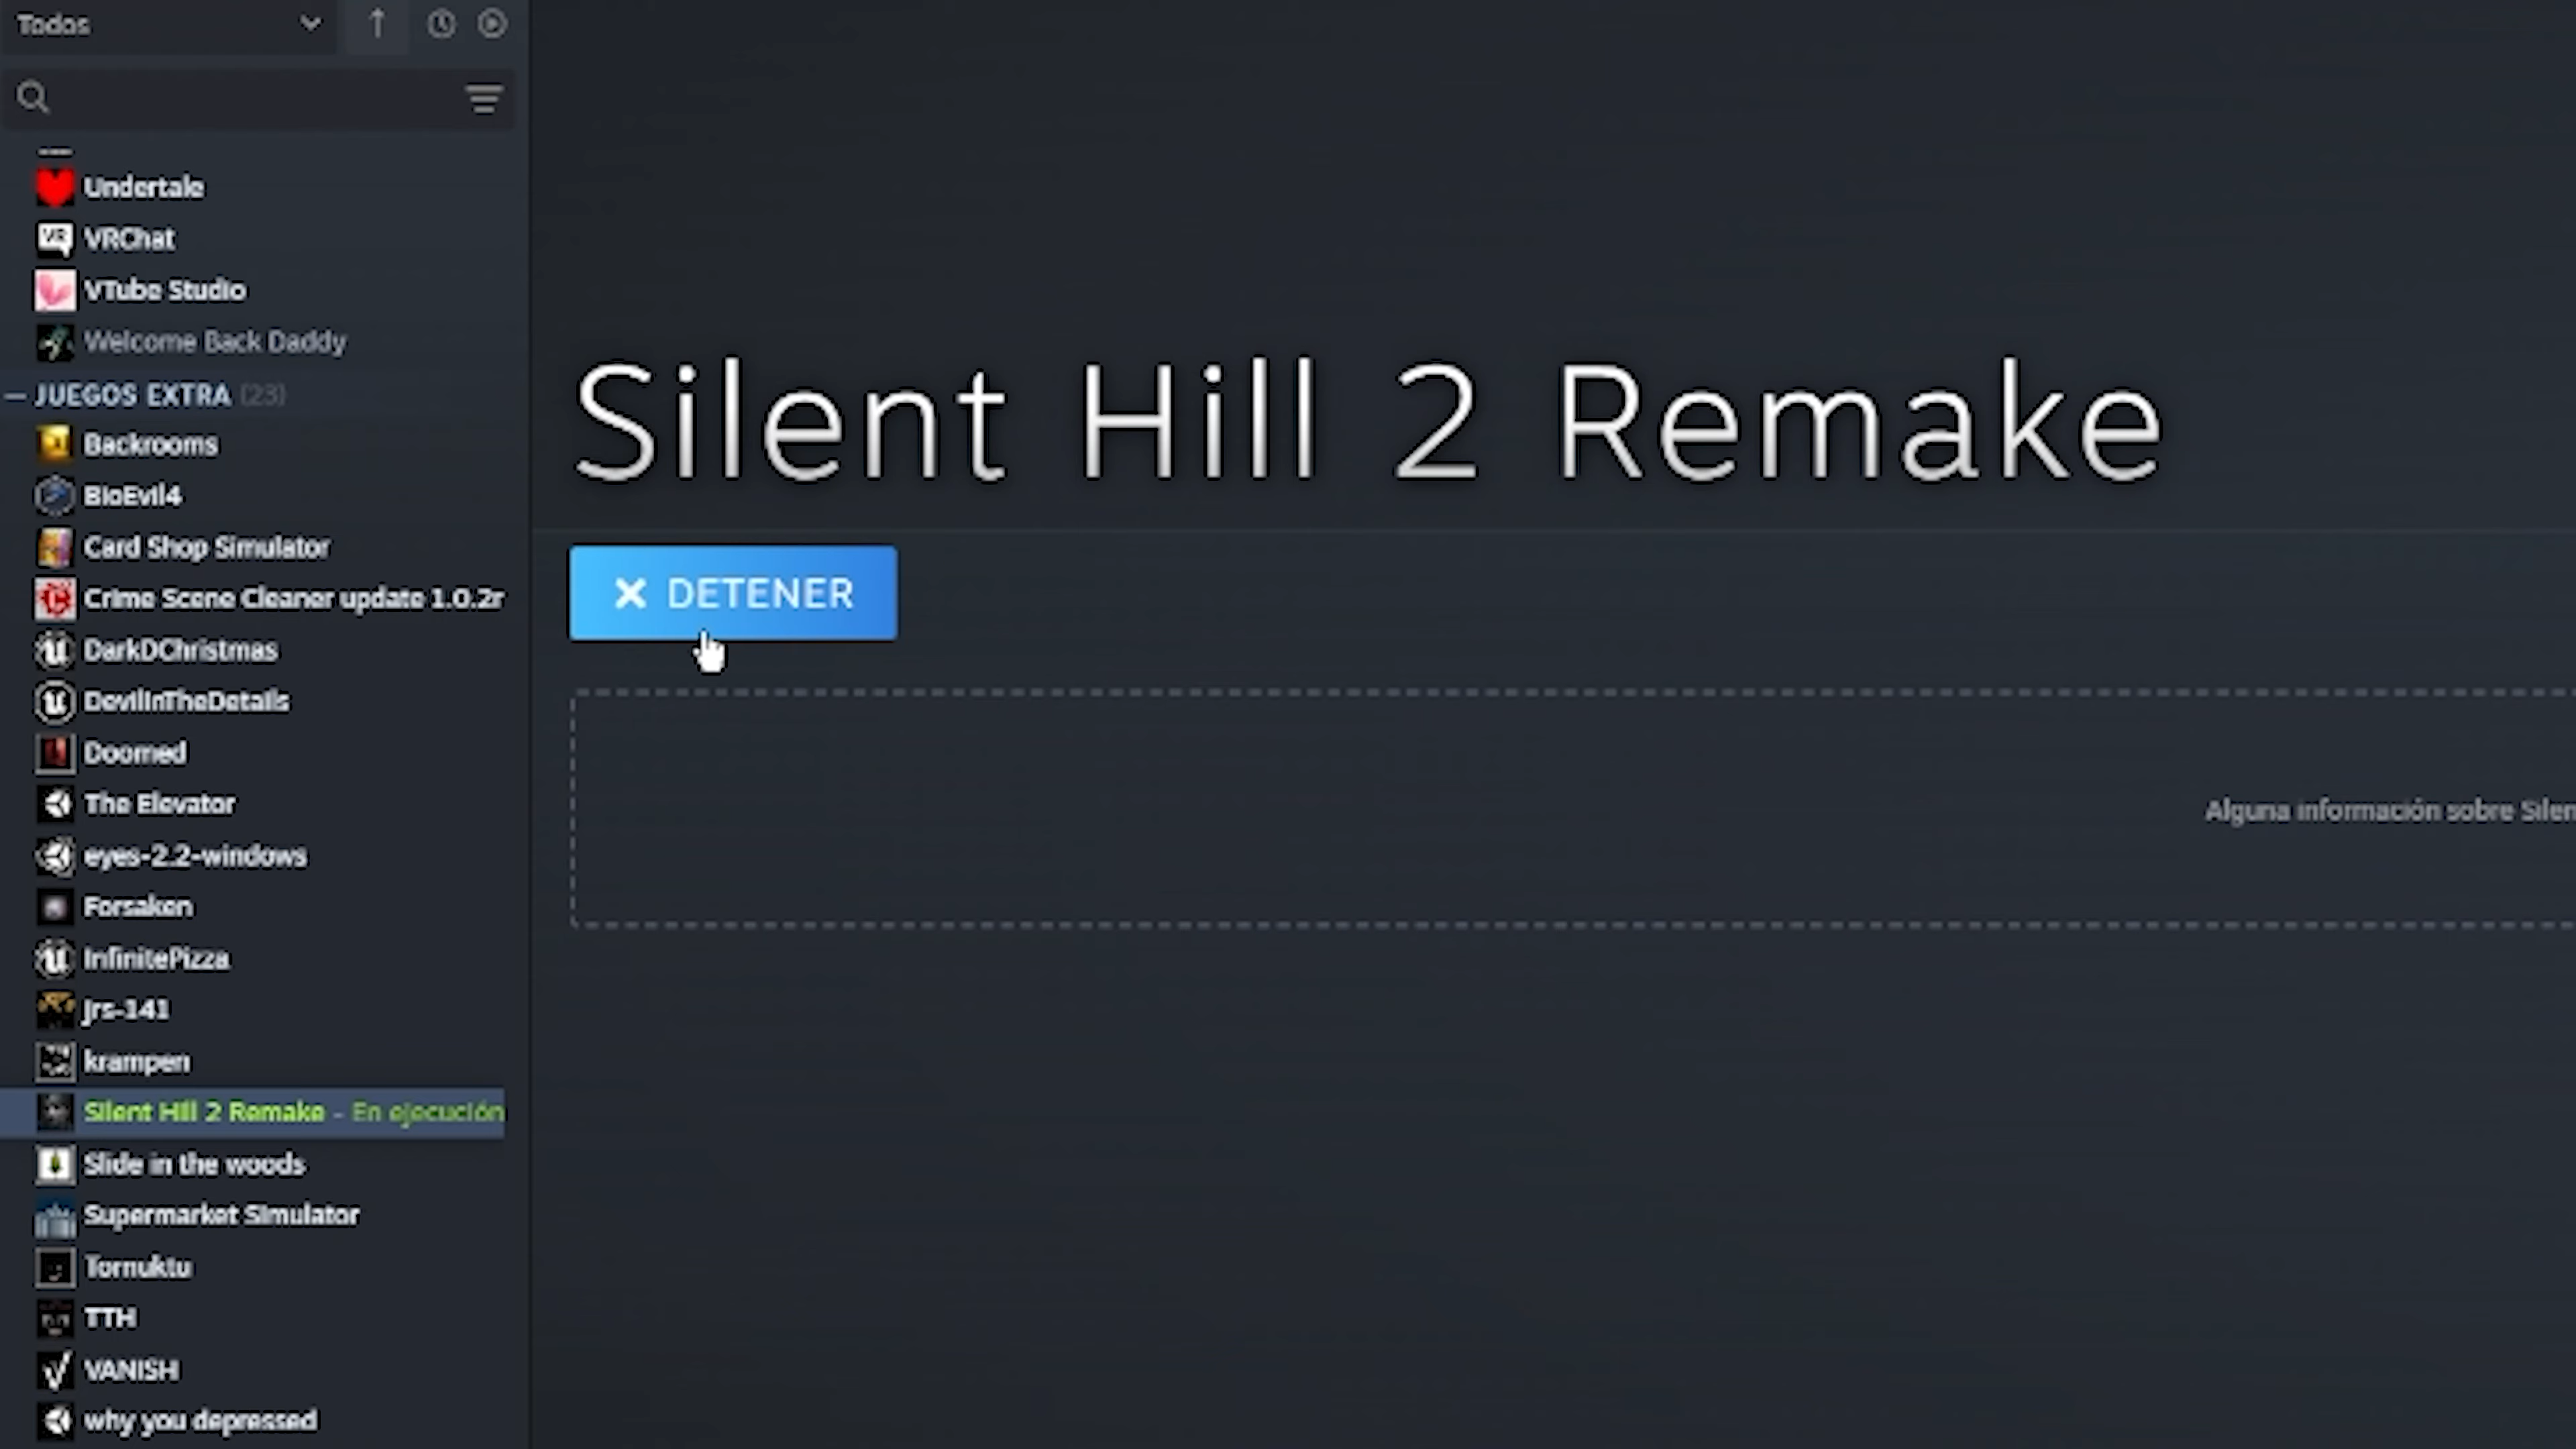 Todos
Undertale
VRChat
VTube Studio
Welcome Back Daddy
JUEGOS EXTRA (23)
Backrooms
BioEvil4
Card Shop Simulator
Crime Scene Cleaner update 1.0.2r
DarkDChristmas
DevilInTheDetails
Doomed
The Elevator
eyes-2.2-windows
Forsaken
InfinitePizza
jrs-141
krampen
Silent Hill 2 Remake - En ejecución
Slide in the woods
Supermarket Simulator
Tornuktu
TTH
VANISH
why you depressed
Silent Hill 2 Remake
DETENER
Alguna información sobre Silen